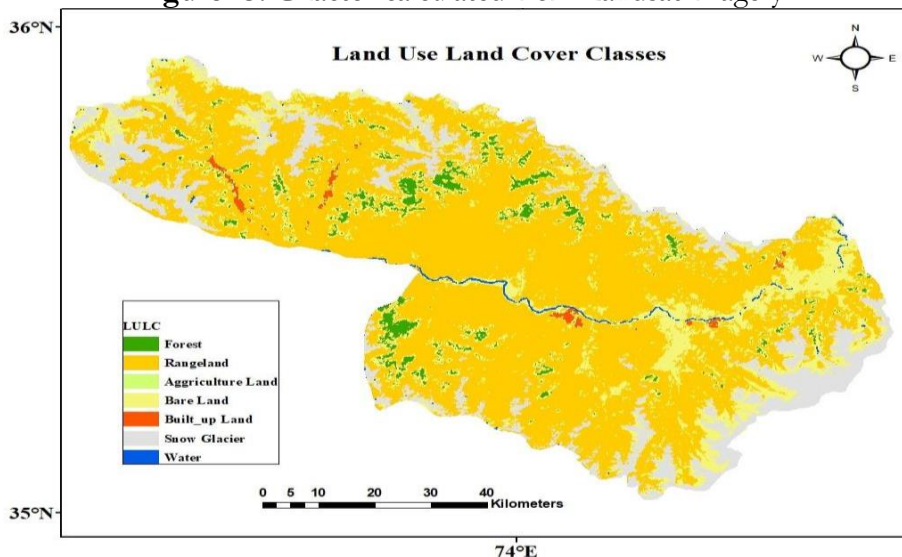 36°N
Land Use Land Cover Classes
N
W E
S
LULC
Forest
Rangeland
Aggriculture Land
Bare Land
Built_up Land
Snow Glacier
Water
0 5 10 20 30 40
Kilometers
35°N
74°E